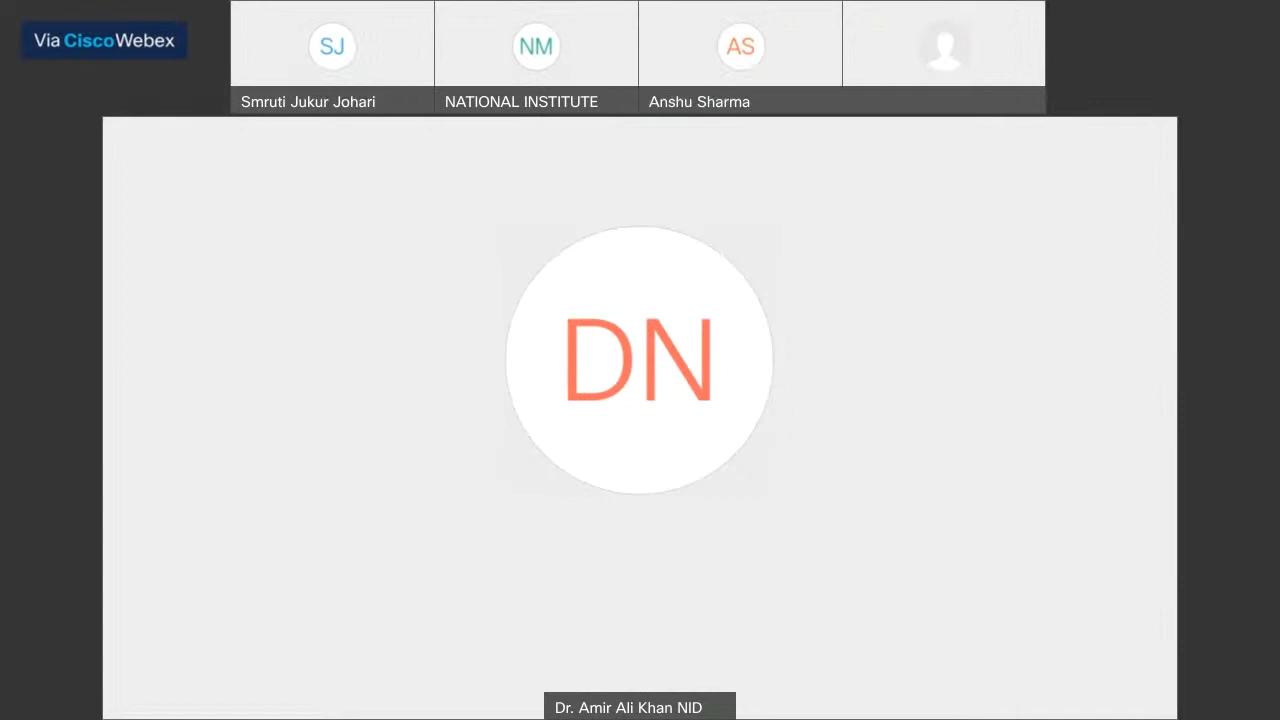 Via CiscoWebex
SJ
NM
AS
Smruti Jukur Johari
NATIONAL INSTITUTE
Anshu Sharma
DN
Dr. Amir Ali Khan NID